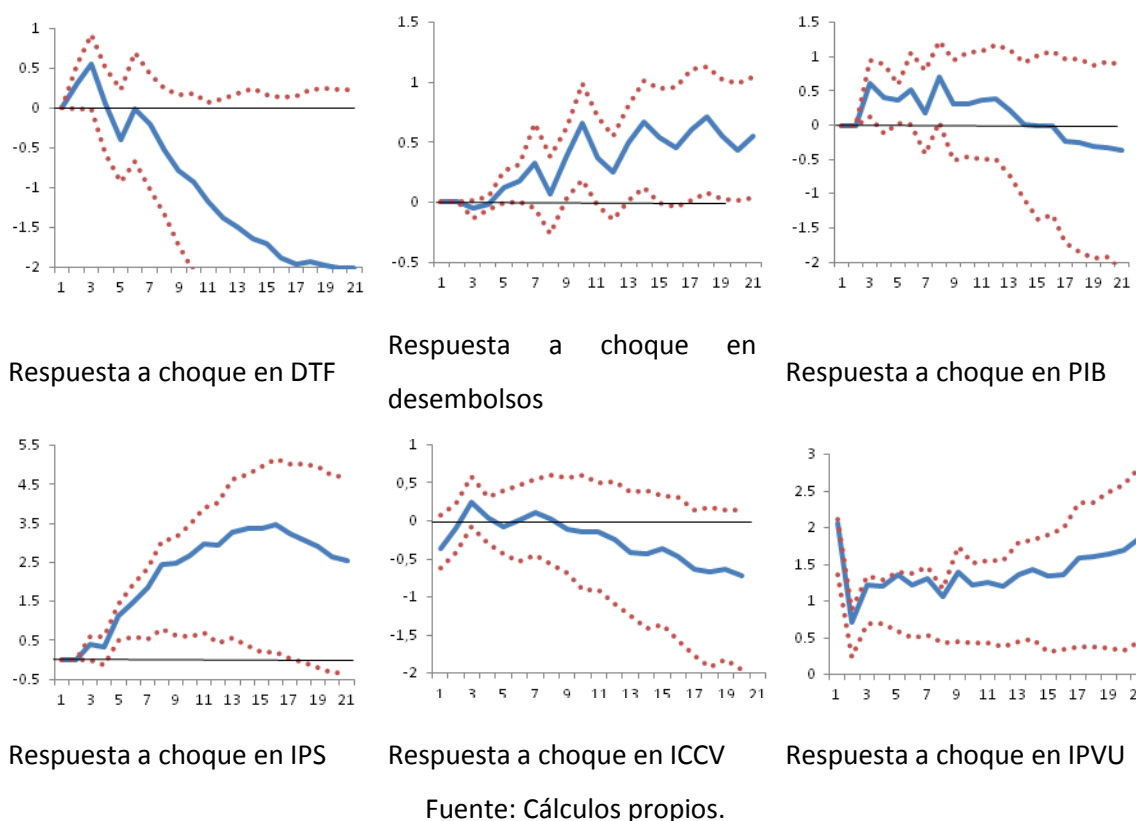 1
0.5
0
-0.5
-1
-1.5
-2
1 3 5 7 9 11 13 15 17 19 21
1.5
1
0.5
0
-0.5
1 3 5 7 9 11 13 15 17 19 21
1.5
1
0.5
0
-0.5
-1
-1.5
-2
1 3 5 7 9 11 13 15 17 19 21
Respuesta a choque en DTF
Respuesta a choque en
desembolsos
Respuesta a choque en PIB
5.5
4.5
3.5
2.5
1.5
0.5
-0.5
1 3 5 7 9 11 13 15 17 19 21
1
0,5
0
-0.5
-1
-1.5
-2
1 3 5 7 9 11 13 15 17 19 21
3
2.5
2
1.5
1
0.5
0
1 3 5 7 9 11 13 15 17 19
Respuesta a choque en IPS
Respuesta a choque en ICCV
Respuesta a choque en IPVU
Fuente: Cálculos propios.